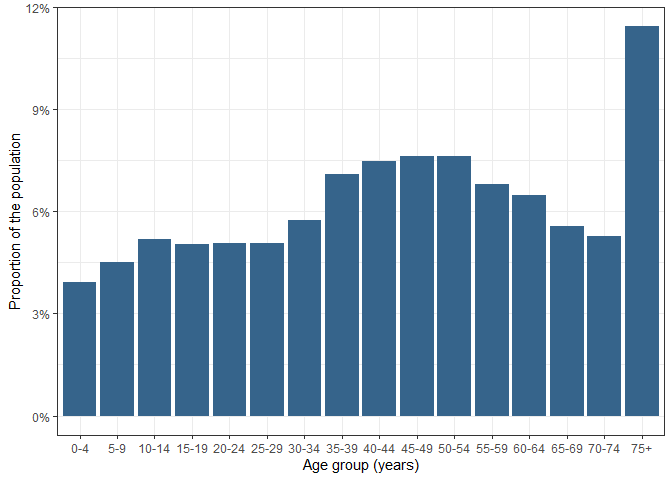 12%
9%
6%
3%
0%
Proportion of the population
0-4 5-9 10-14 15-19 20-24 25-29 30-34 35-39 40-44 45-49 50-54 55-59 60-64 65-69 70-74 75+
Age group (years)